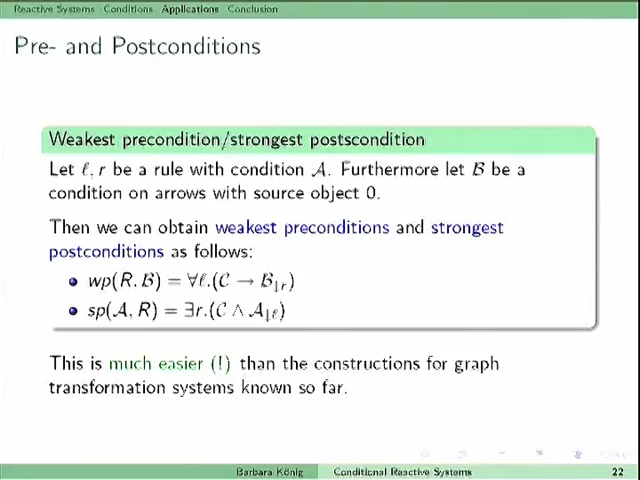 Reactive Systems Conditions Applications Conclusion
Pre- and Postconditions
Weakest precondition/strongest postscondition
Let ℓ, r be a rule with condition 𝒜. Furthermore let ℬ be a
condition on arrows with source object 0.
Then we can obtain weakest preconditions and strongest
postconditions as follows:
• wp(R, ℬ) = ∀ℓ.(𝒞 → ℬ↓r)
• sp(𝒜, R) = ∃r.(𝒞 ∧ 𝒜↓ℓ)
This is much easier (!) than the constructions for graph
transformation systems known so far.
Barbara König Conditional Reactive Systems 22